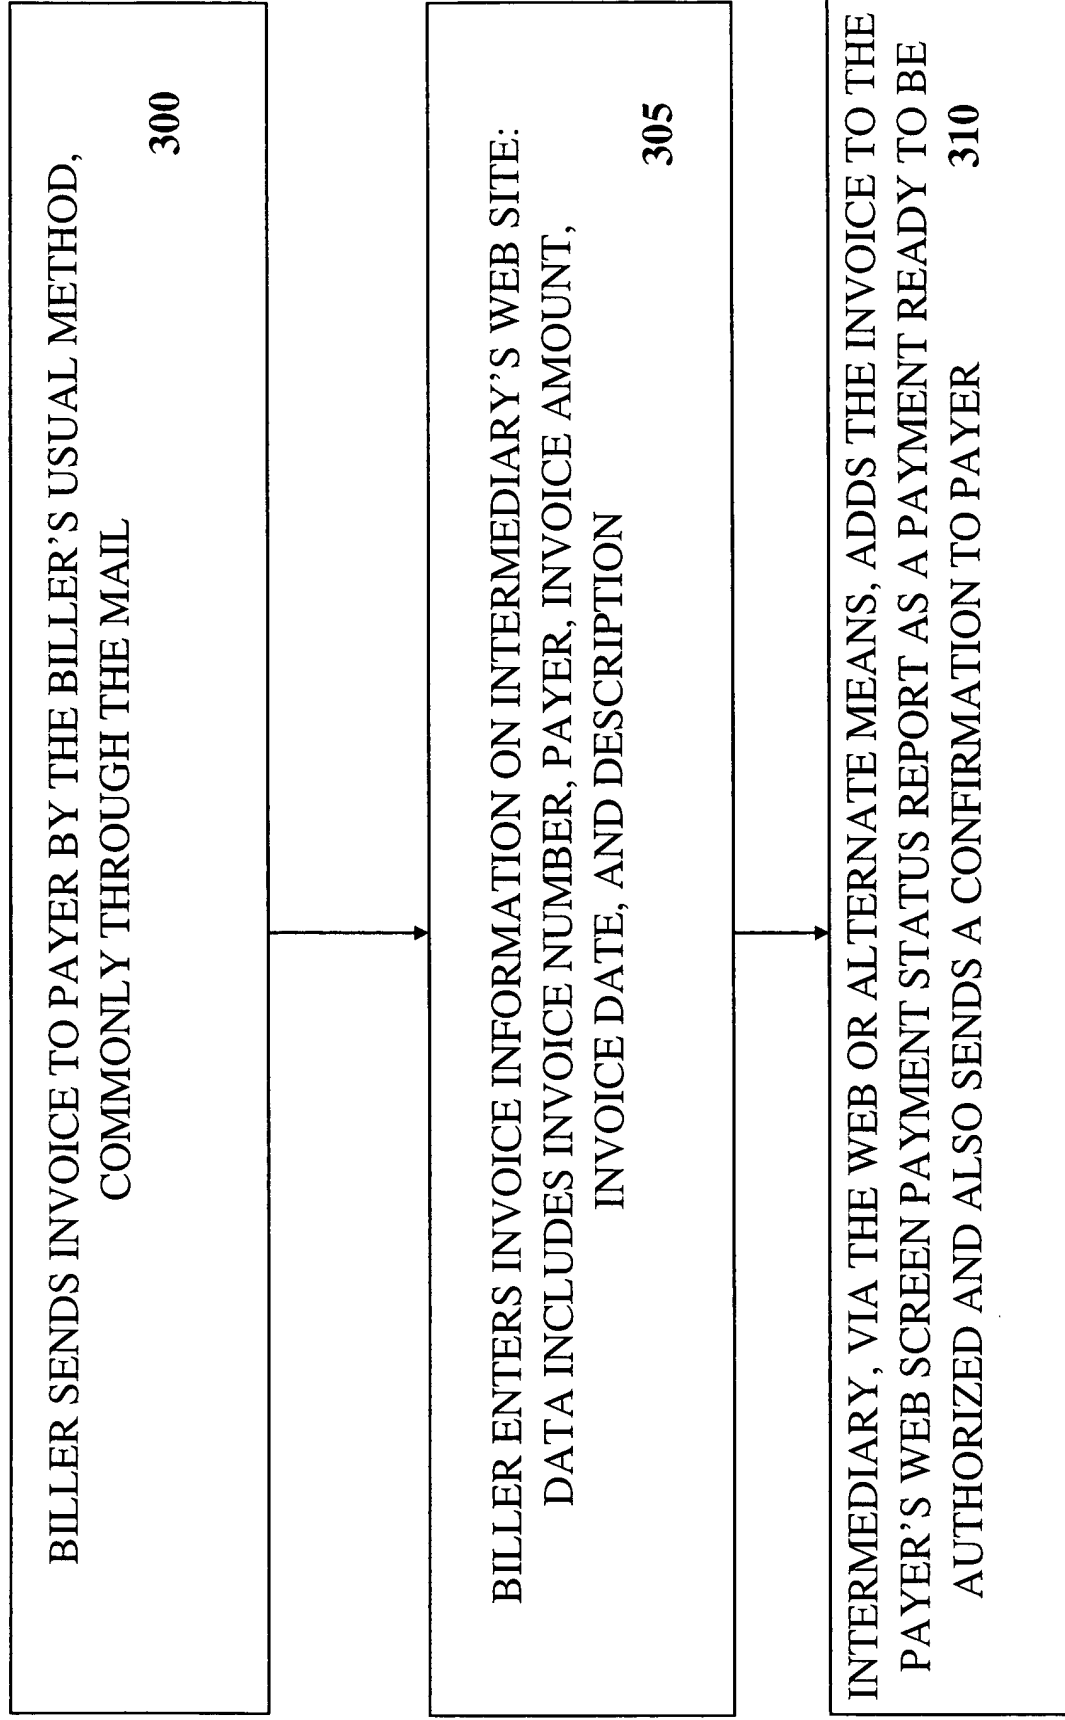 BILLER SENDS INVOICE TO PAYER BY THE BILLER'S USUAL METHOD,
COMMONLY THROUGH THE MAIL
300
BILLER ENTERS INVOICE INFORMATION ON INTERMEDIARY'S WEB SITE:
DATA INCLUDES INVOICE NUMBER, PAYER, INVOICE AMOUNT,
INVOICE DATE, AND DESCRIPTION
305
INTERMEDIARY, VIA THE WEB OR ALTERNATE MEANS, ADDS THE INVOICE TO THE
PAYER'S WEB SCREEN PAYMENT STATUS REPORT AS A PAYMENT READY TO BE
AUTHORIZED AND ALSO SENDS A CONFIRMATION TO PAYER
310